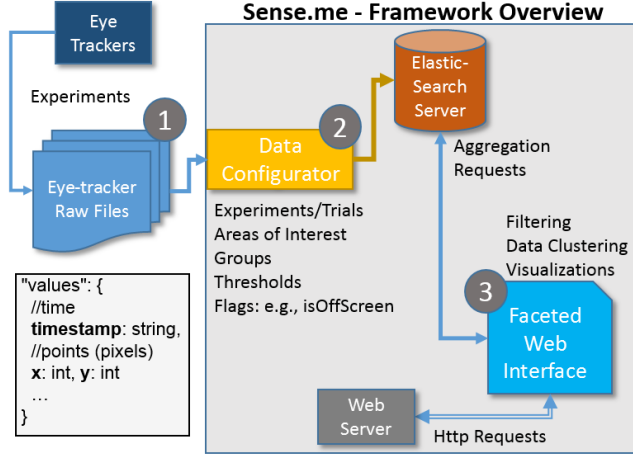 Sense.me - Framework Overview
Eye
Trackers
Experiments
1
Eye-tracker
Raw Files
2
Data
Configurator
Elastic-
Search
Server
Aggregation
Requests
Experiments/Trials
Areas of Interest
Groups
Thresholds
Flags: e.g., isOffScreen
Filtering
Data Clustering
Visualizations
3
Faceted
Web
Interface
Web
Server
Http Requests
"values": {
//time
timestamp: string,
//points (pixels)
x: int, y: int
…
}